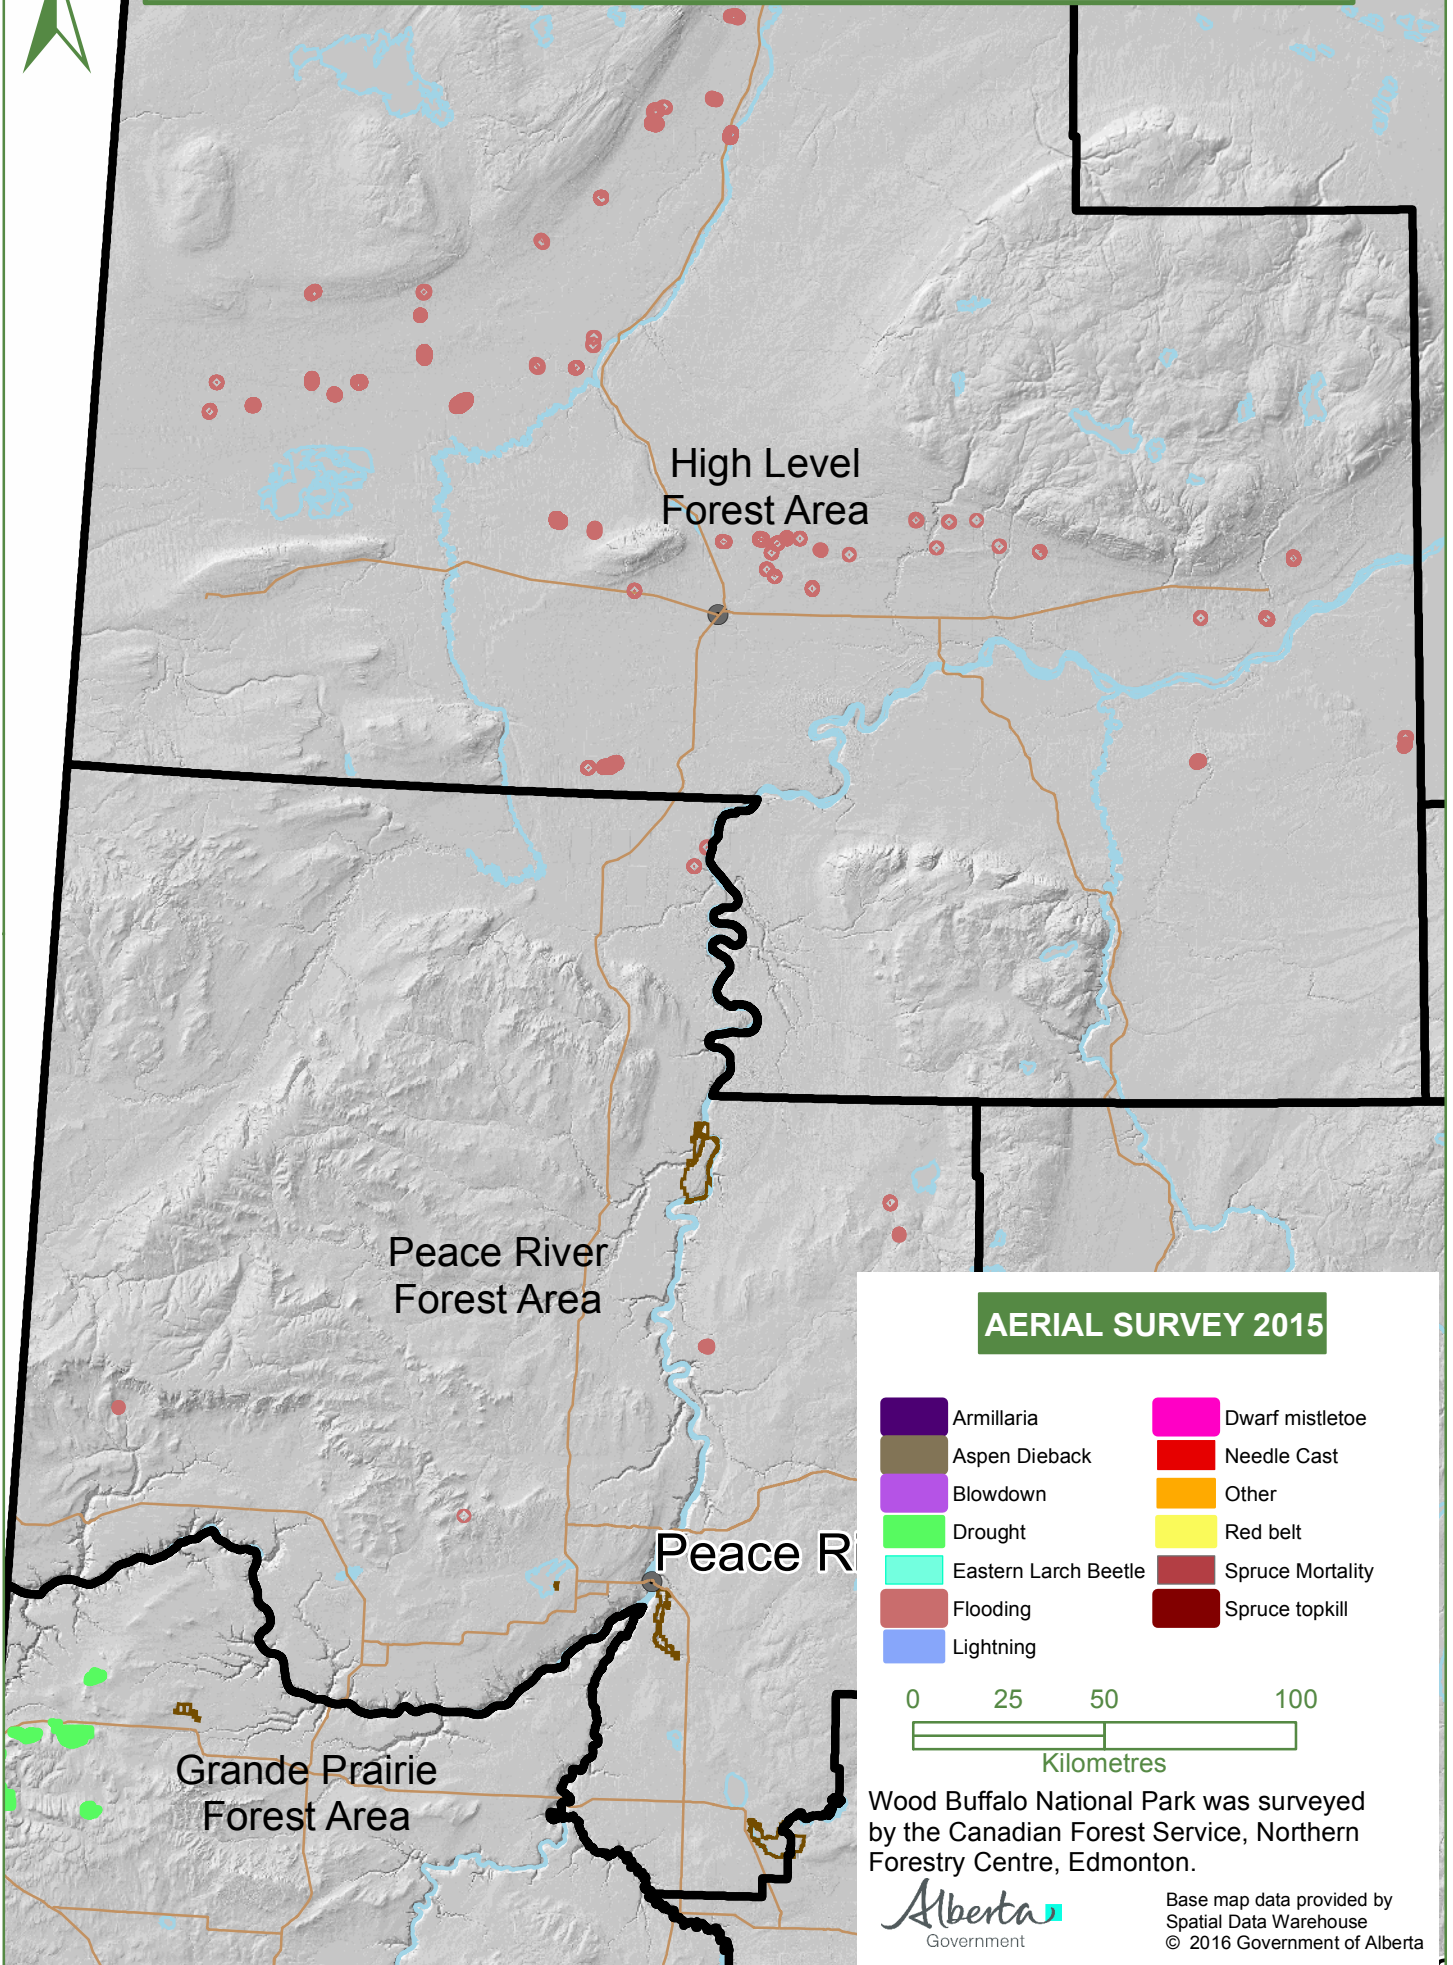 High Level
Forest Area
Peace River
Forest Area
Peace Ri
Grande Prairie
Forest Area
AERIAL SURVEY 2015
Armillaria
Aspen Dieback
Blowdown
Drought
Eastern Larch Beetle
Flooding
Lightning
Dwarf mistletoe
Needle Cast
Other
Red belt
Spruce Mortality
Spruce topkill
0 25 50 100
Kilometres
Wood Buffalo National Park was surveyed
by the Canadian Forest Service, Northern
Forestry Centre, Edmonton.
Alberta
Government
Base map data provided by
Spatial Data Warehouse
© 2016 Government of Alberta